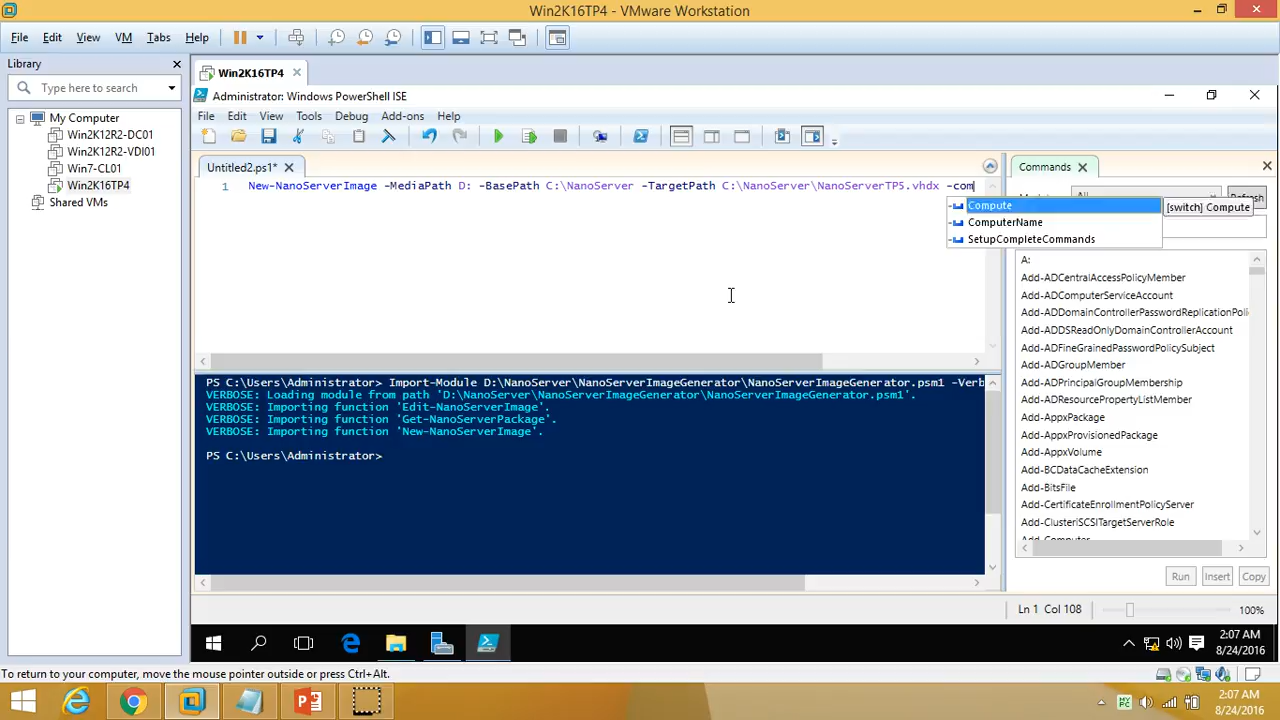 Win2K16TP4 - VMware Workstation
File Edit View VM Tabs Help
Library
Type here to search
My Computer
Win2K12R2-DC01
Win2K12R2-VDI01
Win7-CL01
Win2K16TP4
Shared VMs
Win2K16TP4
Administrator: Windows PowerShell ISE
File Edit View Tools Debug Add-ons Help
Untitled2.ps1*
1 New-NanoServerImage -MediaPath D: -BasePath C:\NanoServer -TargetPath C:\NanoServer\NanoServerTP5.vhdx -com
Compute
[switch] Compute
ComputerName
SetupCompleteCommands
PS C:\Users\Administrator> Import-Module D:\NanoServer\NanoServerImageGenerator\NanoServerImageGenerator.psm1 -Verb
VERBOSE: Loading module from path 'D:\NanoServer\NanoServerImageGenerator\NanoServerImageGenerator.psm1'.
VERBOSE: Importing function 'Edit-NanoServerImage'.
VERBOSE: Importing function 'Get-NanoServerPackage'.
VERBOSE: Importing function 'New-NanoServerImage'.
PS C:\Users\Administrator>
Commands
Refresh
A:
Add-ADCentralAccessPolicyMember
Add-ADComputerServiceAccount
Add-ADDomainControllerPasswordReplicationPoli
Add-ADDSReadOnlyDomainControllerAccount
Add-ADFineGrainedPasswordPolicySubject
Add-ADGroupMember
Add-ADPrincipalGroupMembership
Add-ADResourcePropertyListMember
Add-AppxPackage
Add-AppxProvisionedPackage
Add-AppxVolume
Add-BCDataCacheExtension
Add-BitsFile
Add-CertificateEnrollmentPolicyServer
Add-ClusteriSCSITargetServerRole
Add-Computer
Run Insert Copy
Ln 1 Col 108
100%
2:07 AM
8/24/2016
To return to your computer, move the mouse pointer outside or press Ctrl+Alt.
2:07 AM
8/24/2016